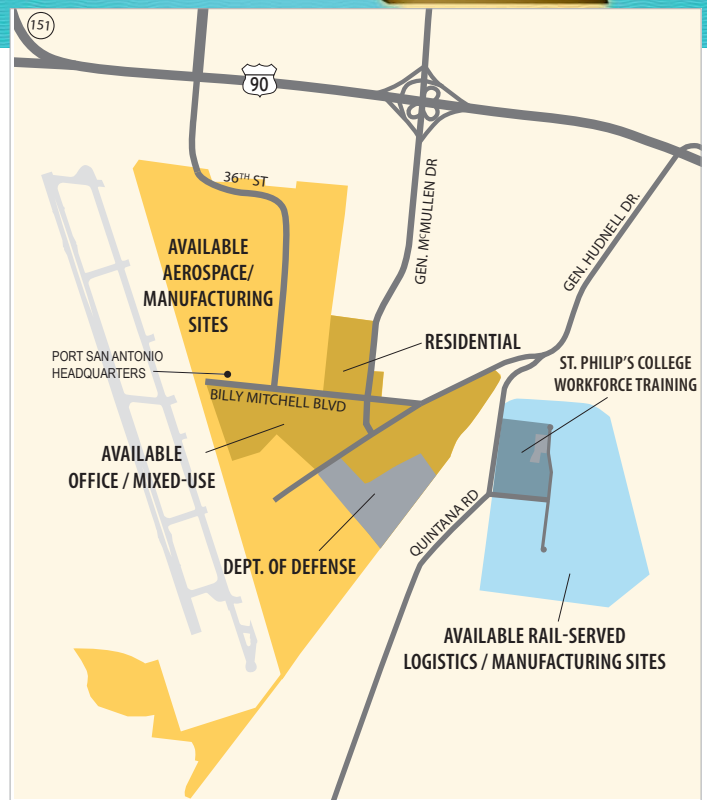 151
90
36TH ST
GEN. MCMULLEN DR
GEN. HUDNELL DR.
AVAILABLE
AEROSPACE/
MANUFACTURING
SITES
RESIDENTIAL
PORT SAN ANTONIO
HEADQUARTERS
ST. PHILIP'S COLLEGE
WORKFORCE TRAINING
BILLY MITCHELL BLVD
AVAILABLE
OFFICE / MIXED-USE
QUINTANA RD
DEPT. OF DEFENSE
AVAILABLE RAIL-SERVED
LOGISTICS / MANUFACTURING SITES